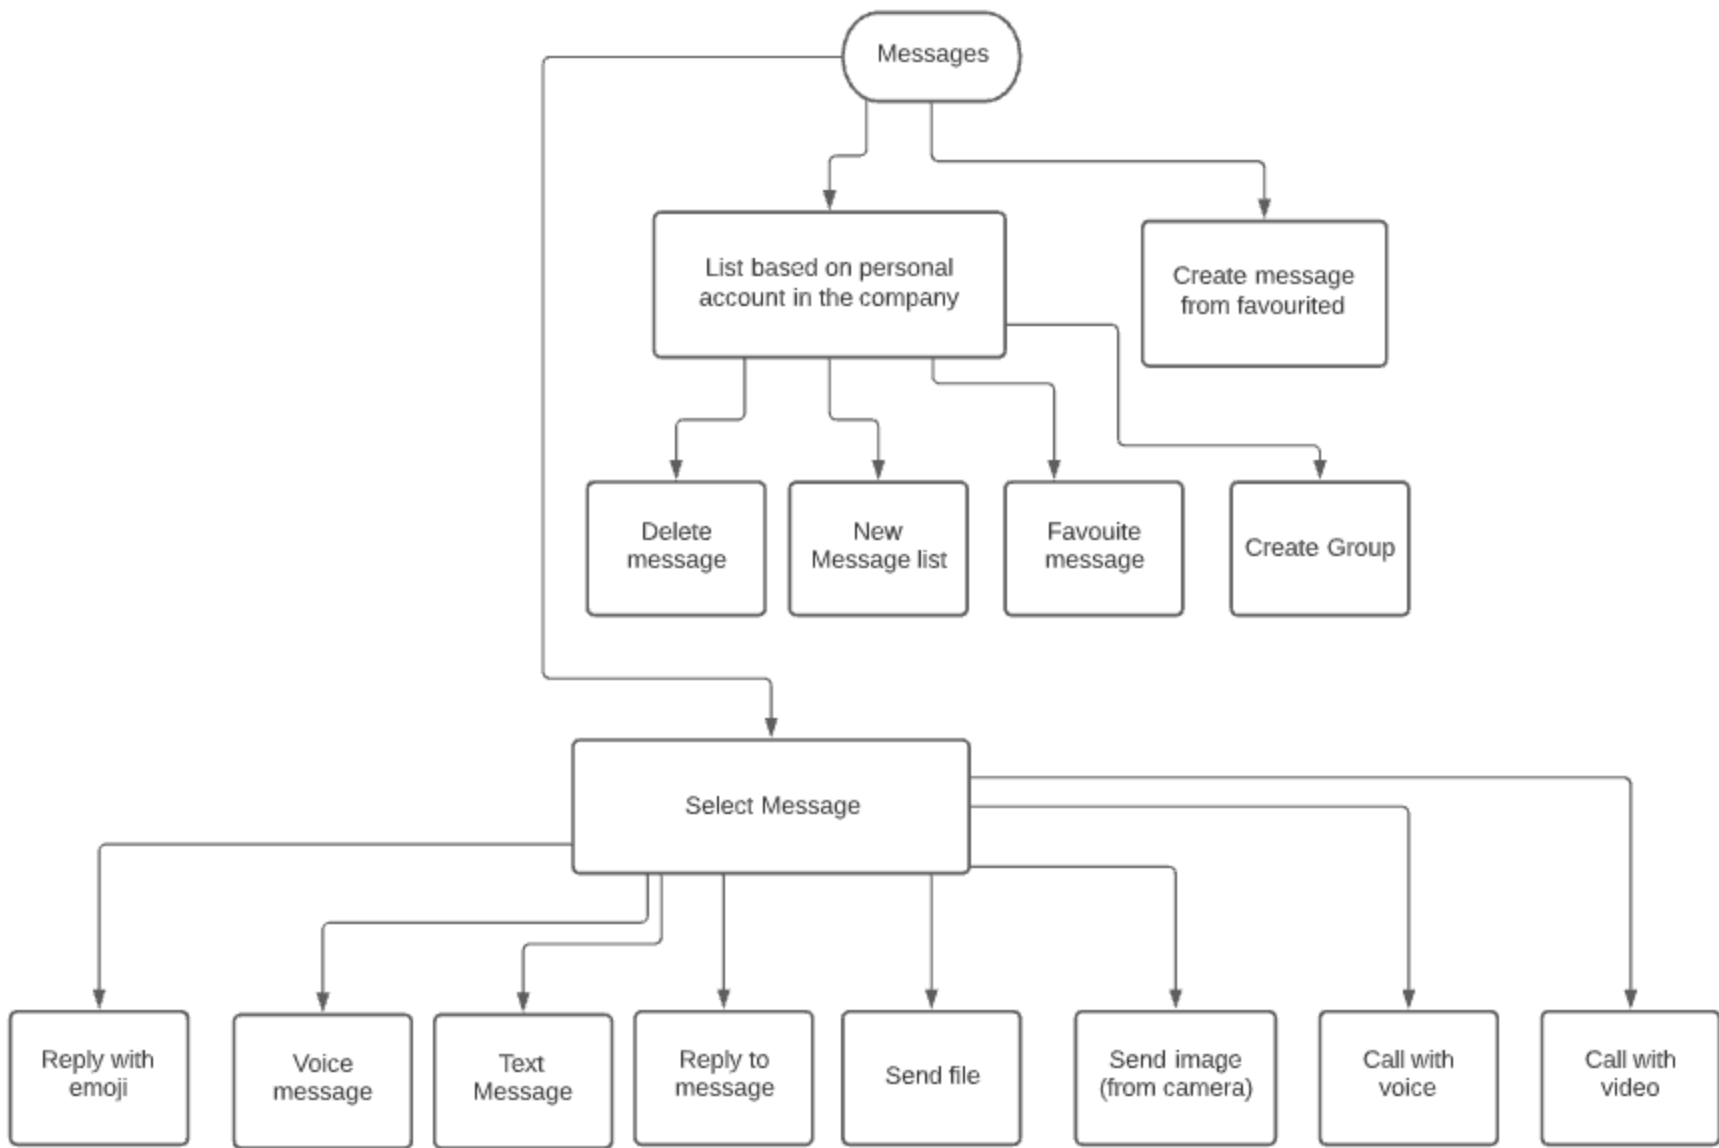 Messages
List based on personal
account in the company
Create message
from favourited
Delete
message
New
Message list
Favouite
message
Create Group
Select Message
Reply with
emoji
Voice
message
Text
Message
Reply to
message
Send file
Send image
(from camera)
Call with
voice
Call with
video